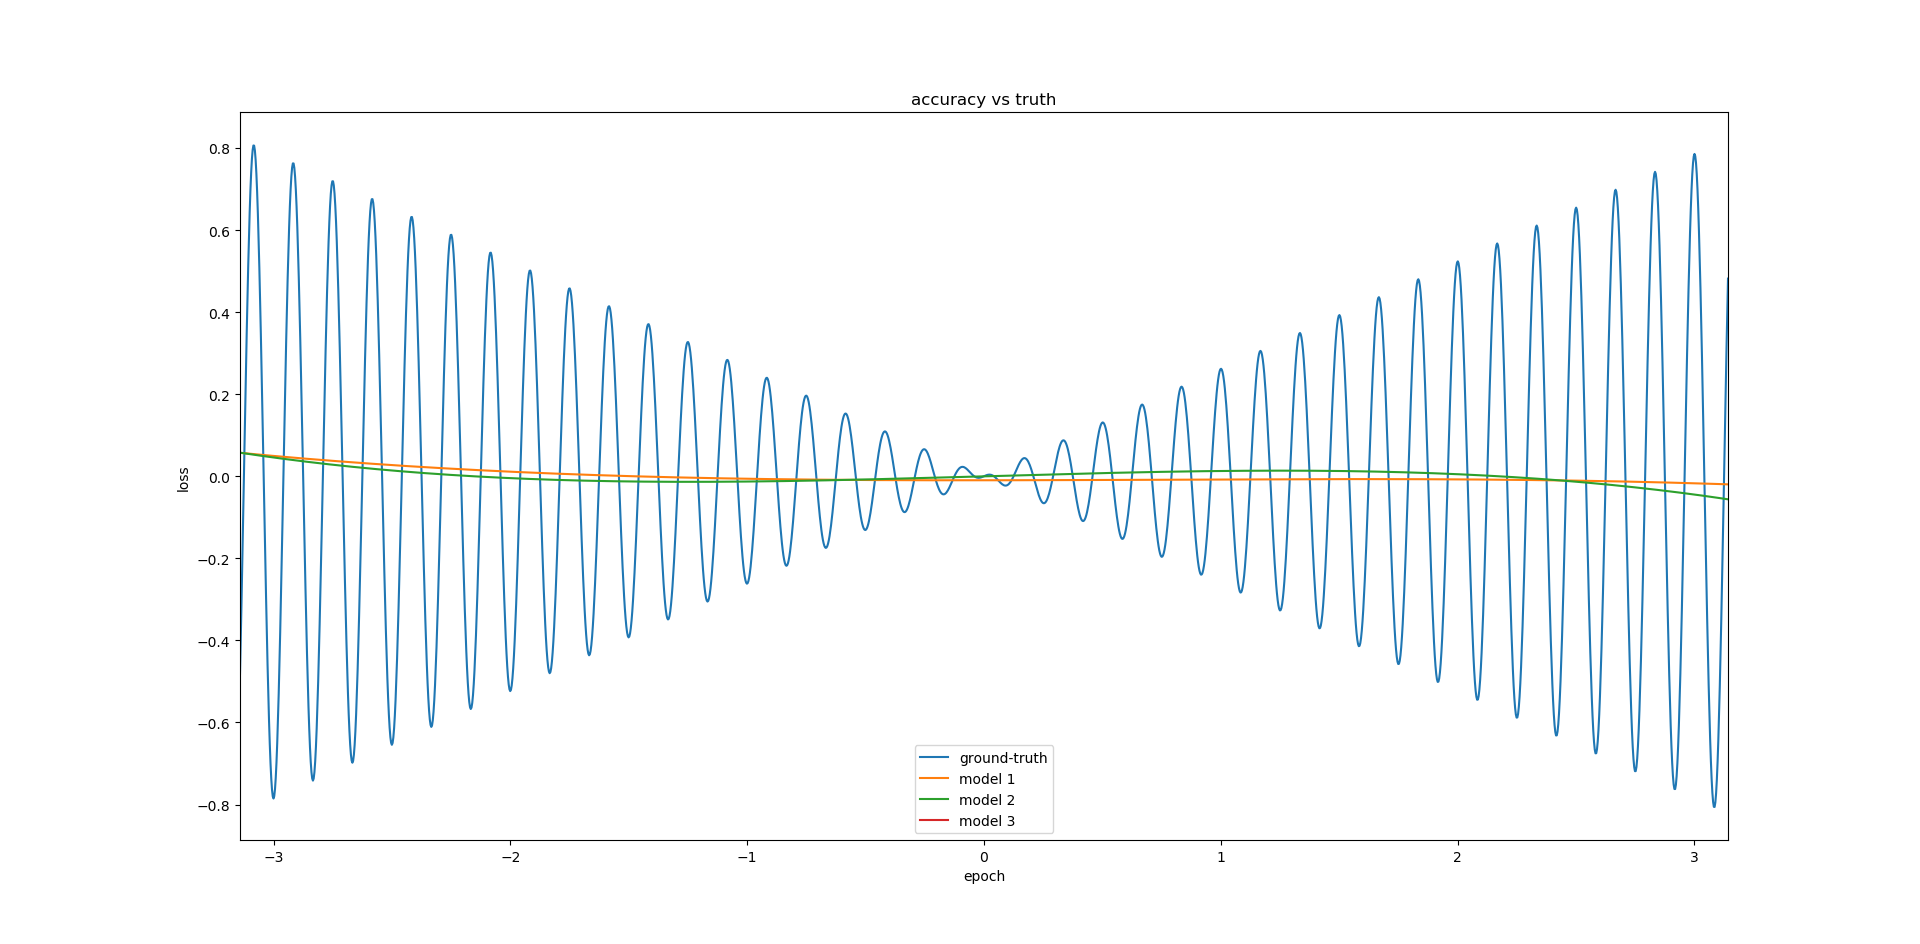 accuracy vs truth
0.8
0.6
0.4
0.2
0.0
−0.2
−0.4
−0.6
−0.8
loss
ground-truth
model 1
model 2
model 3
−3 −2 −1 0 1 2 3
epoch